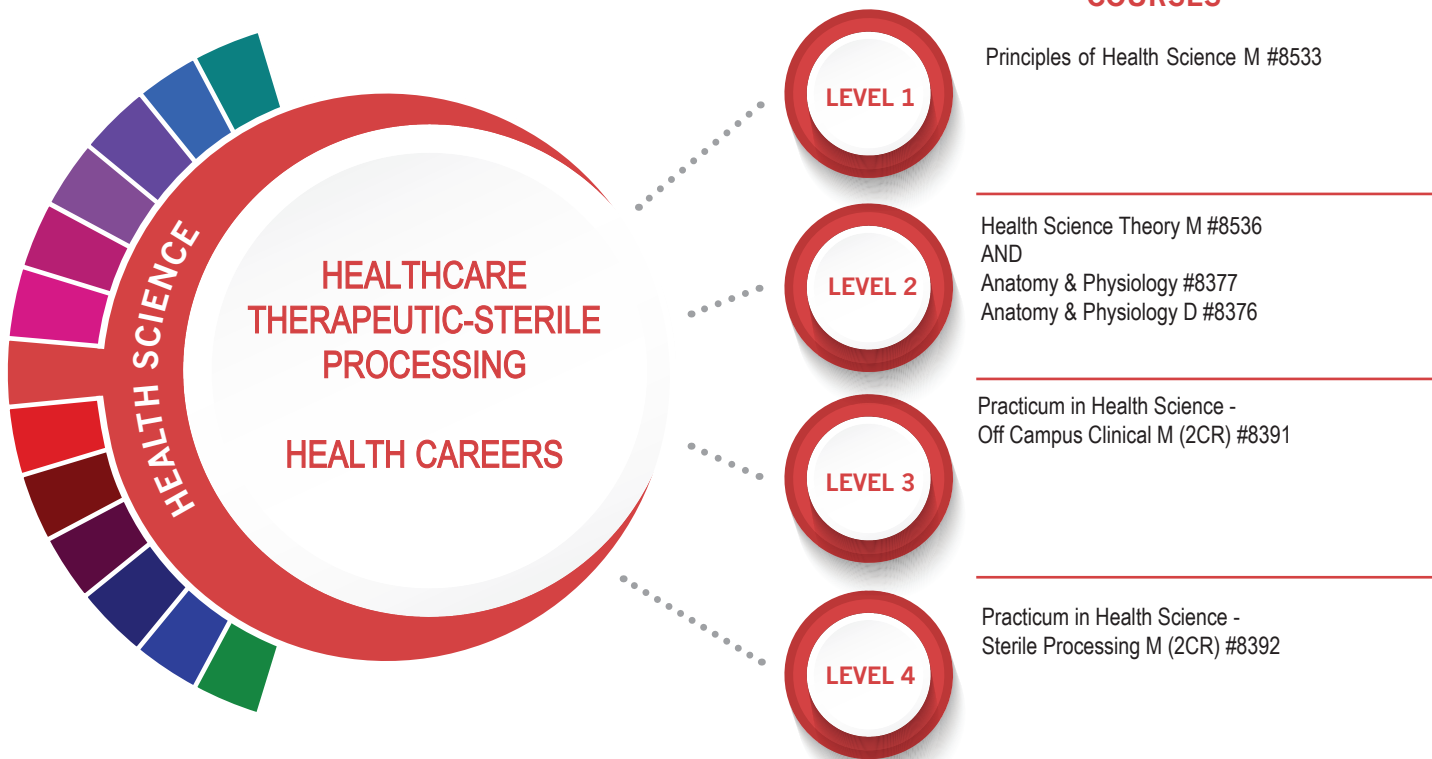 COURSES
HEALTH SCIENCE
HEALTHCARE
THERAPEUTIC-STERILE
PROCESSING
HEALTH CAREERS
LEVEL 1
Principles of Health Science M #8533
LEVEL 2
Health Science Theory M #8536
AND
Anatomy & Physiology #8377
Anatomy & Physiology D #8376
LEVEL 3
Practicum in Health Science -
Off Campus Clinical M (2CR) #8391
LEVEL 4
Practicum in Health Science -
Sterile Processing M (2CR) #8392